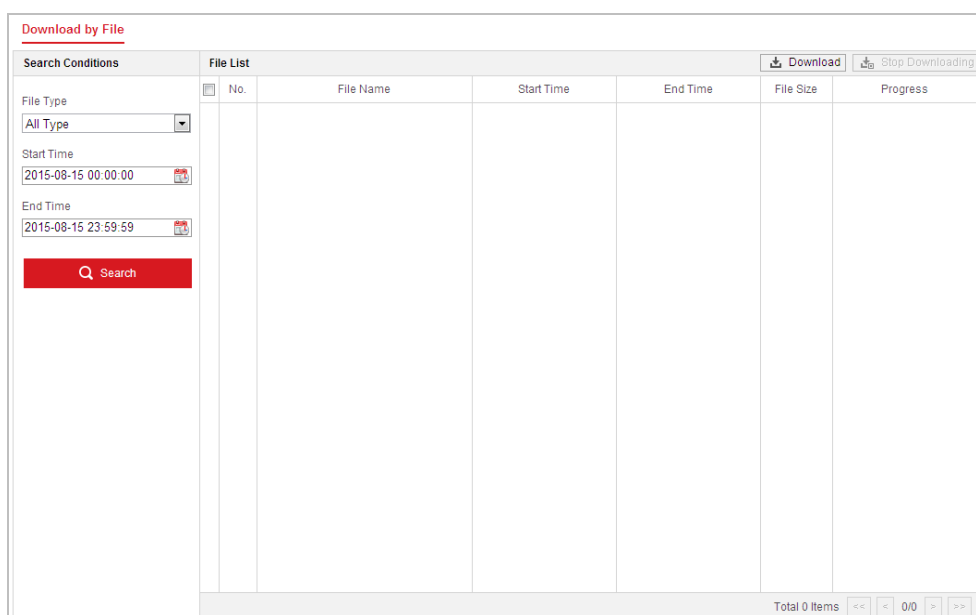 Download by File
Search Conditions
File List
Download
Stop Downloading
No.
File Name
Start Time
End Time
File Size
Progress
File Type
All Type
Start Time
2015-08-15 00:00:00
End Time
2015-08-15 23:59:59
Search
Total 0 Items << < 0/0 > >>